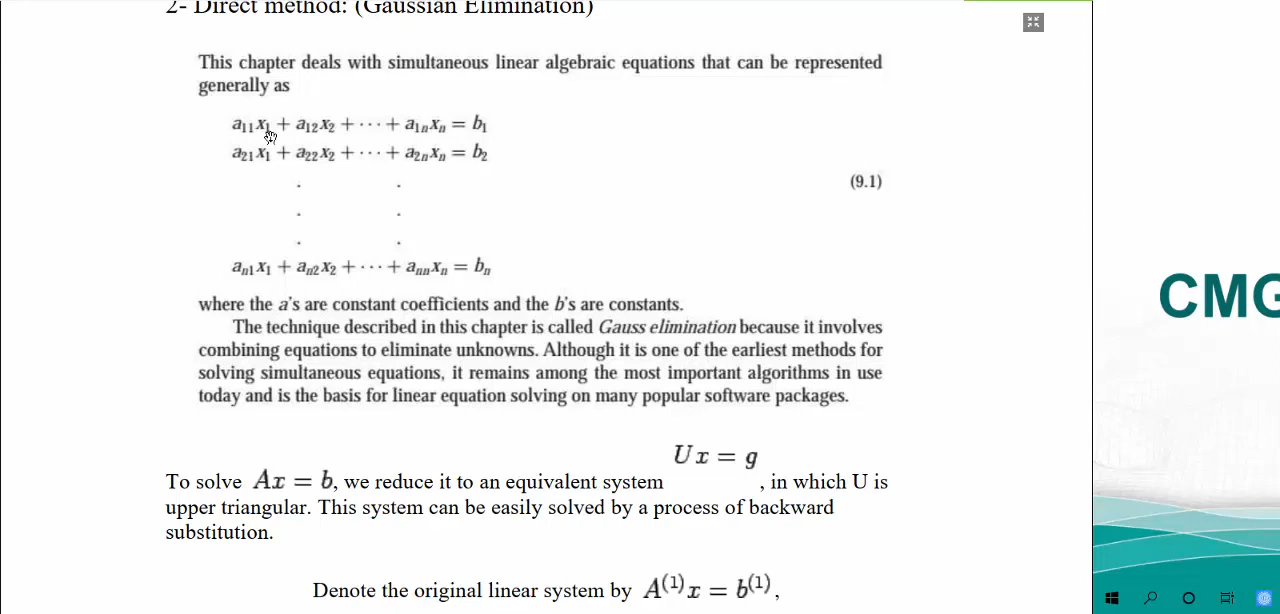 2- Direct method: (Gaussian Elimination)
This chapter deals with simultaneous linear algebraic equations that can be represented
generally as
a₁₁x₁ + a₁₂x₂ + ··· + a₁ₙxₙ = b₁
a₂₁x₁ + a₂₂x₂ + ··· + a₂ₙxₙ = b₂
. .
(9.1)
. .
. .
aₙ₁x₁ + aₙ₂x₂ + ··· + aₙₙxₙ = bₙ
where the a's are constant coefficients and the b's are constants.
The technique described in this chapter is called Gauss elimination because it involves
combining equations to eliminate unknowns. Although it is one of the earliest methods for
solving simultaneous equations, it remains among the most important algorithms in use
today and is the basis for linear equation solving on many popular software packages.
To solve Ax = b, we reduce it to an equivalent system Ux = g, in which U is
upper triangular. This system can be easily solved by a process of backward
substitution.
Denote the original linear system by A⁽¹⁾x = b⁽¹⁾,
CMG